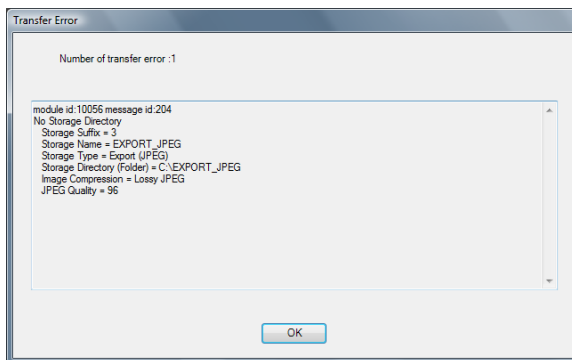 Transfer Error
Number of transfer error :1
module id:10056 message id:204
No Storage Directory
Storage Suffix = 3
Storage Name = EXPORT_JPEG
Storage Type = Export (JPEG)
Storage Directory (Folder) = C:\EXPORT_JPEG
Image Compression = Lossy JPEG
JPEG Quality = 96
OK